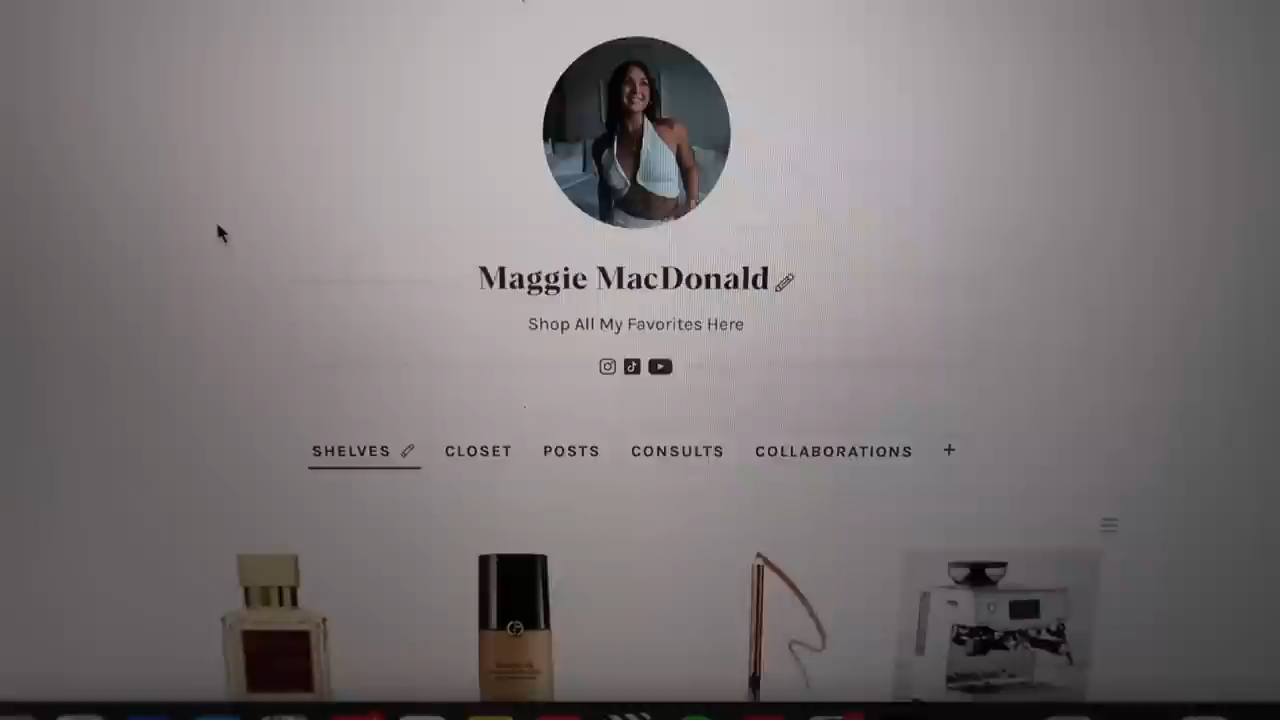 Maggie MacDonald
Shop All My Favorites Here
SHELVES CLOSET POSTS CONSULTS COLLABORATIONS +